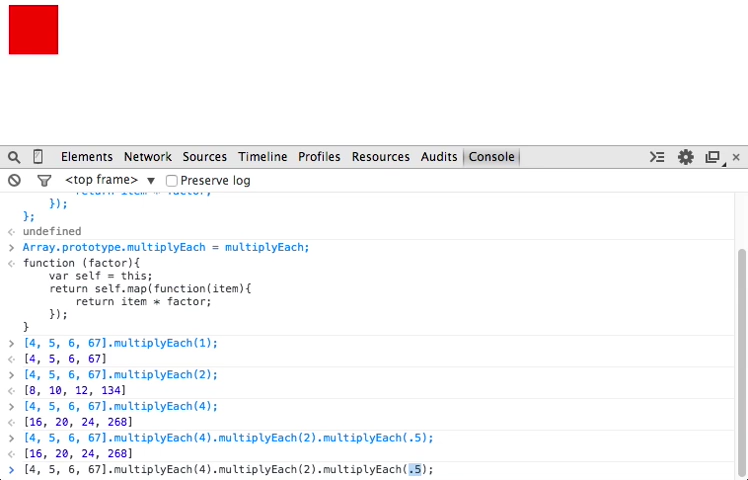 Elements Network Sources Timeline Profiles Resources Audits Console
<top frame> Preserve log
return item * factor;
});
};
undefined
Array.prototype.multiplyEach = multiplyEach;
function (factor){
var self = this;
return self.map(function(item){
return item * factor;
});
}
[4, 5, 6, 67].multiplyEach(1);
[4, 5, 6, 67]
[4, 5, 6, 67].multiplyEach(2);
[8, 10, 12, 134]
[4, 5, 6, 67].multiplyEach(4);
[16, 20, 24, 268]
[4, 5, 6, 67].multiplyEach(4).multiplyEach(2).multiplyEach(.5);
[16, 20, 24, 268]
[4, 5, 6, 67].multiplyEach(4).multiplyEach(2).multiplyEach(.5);